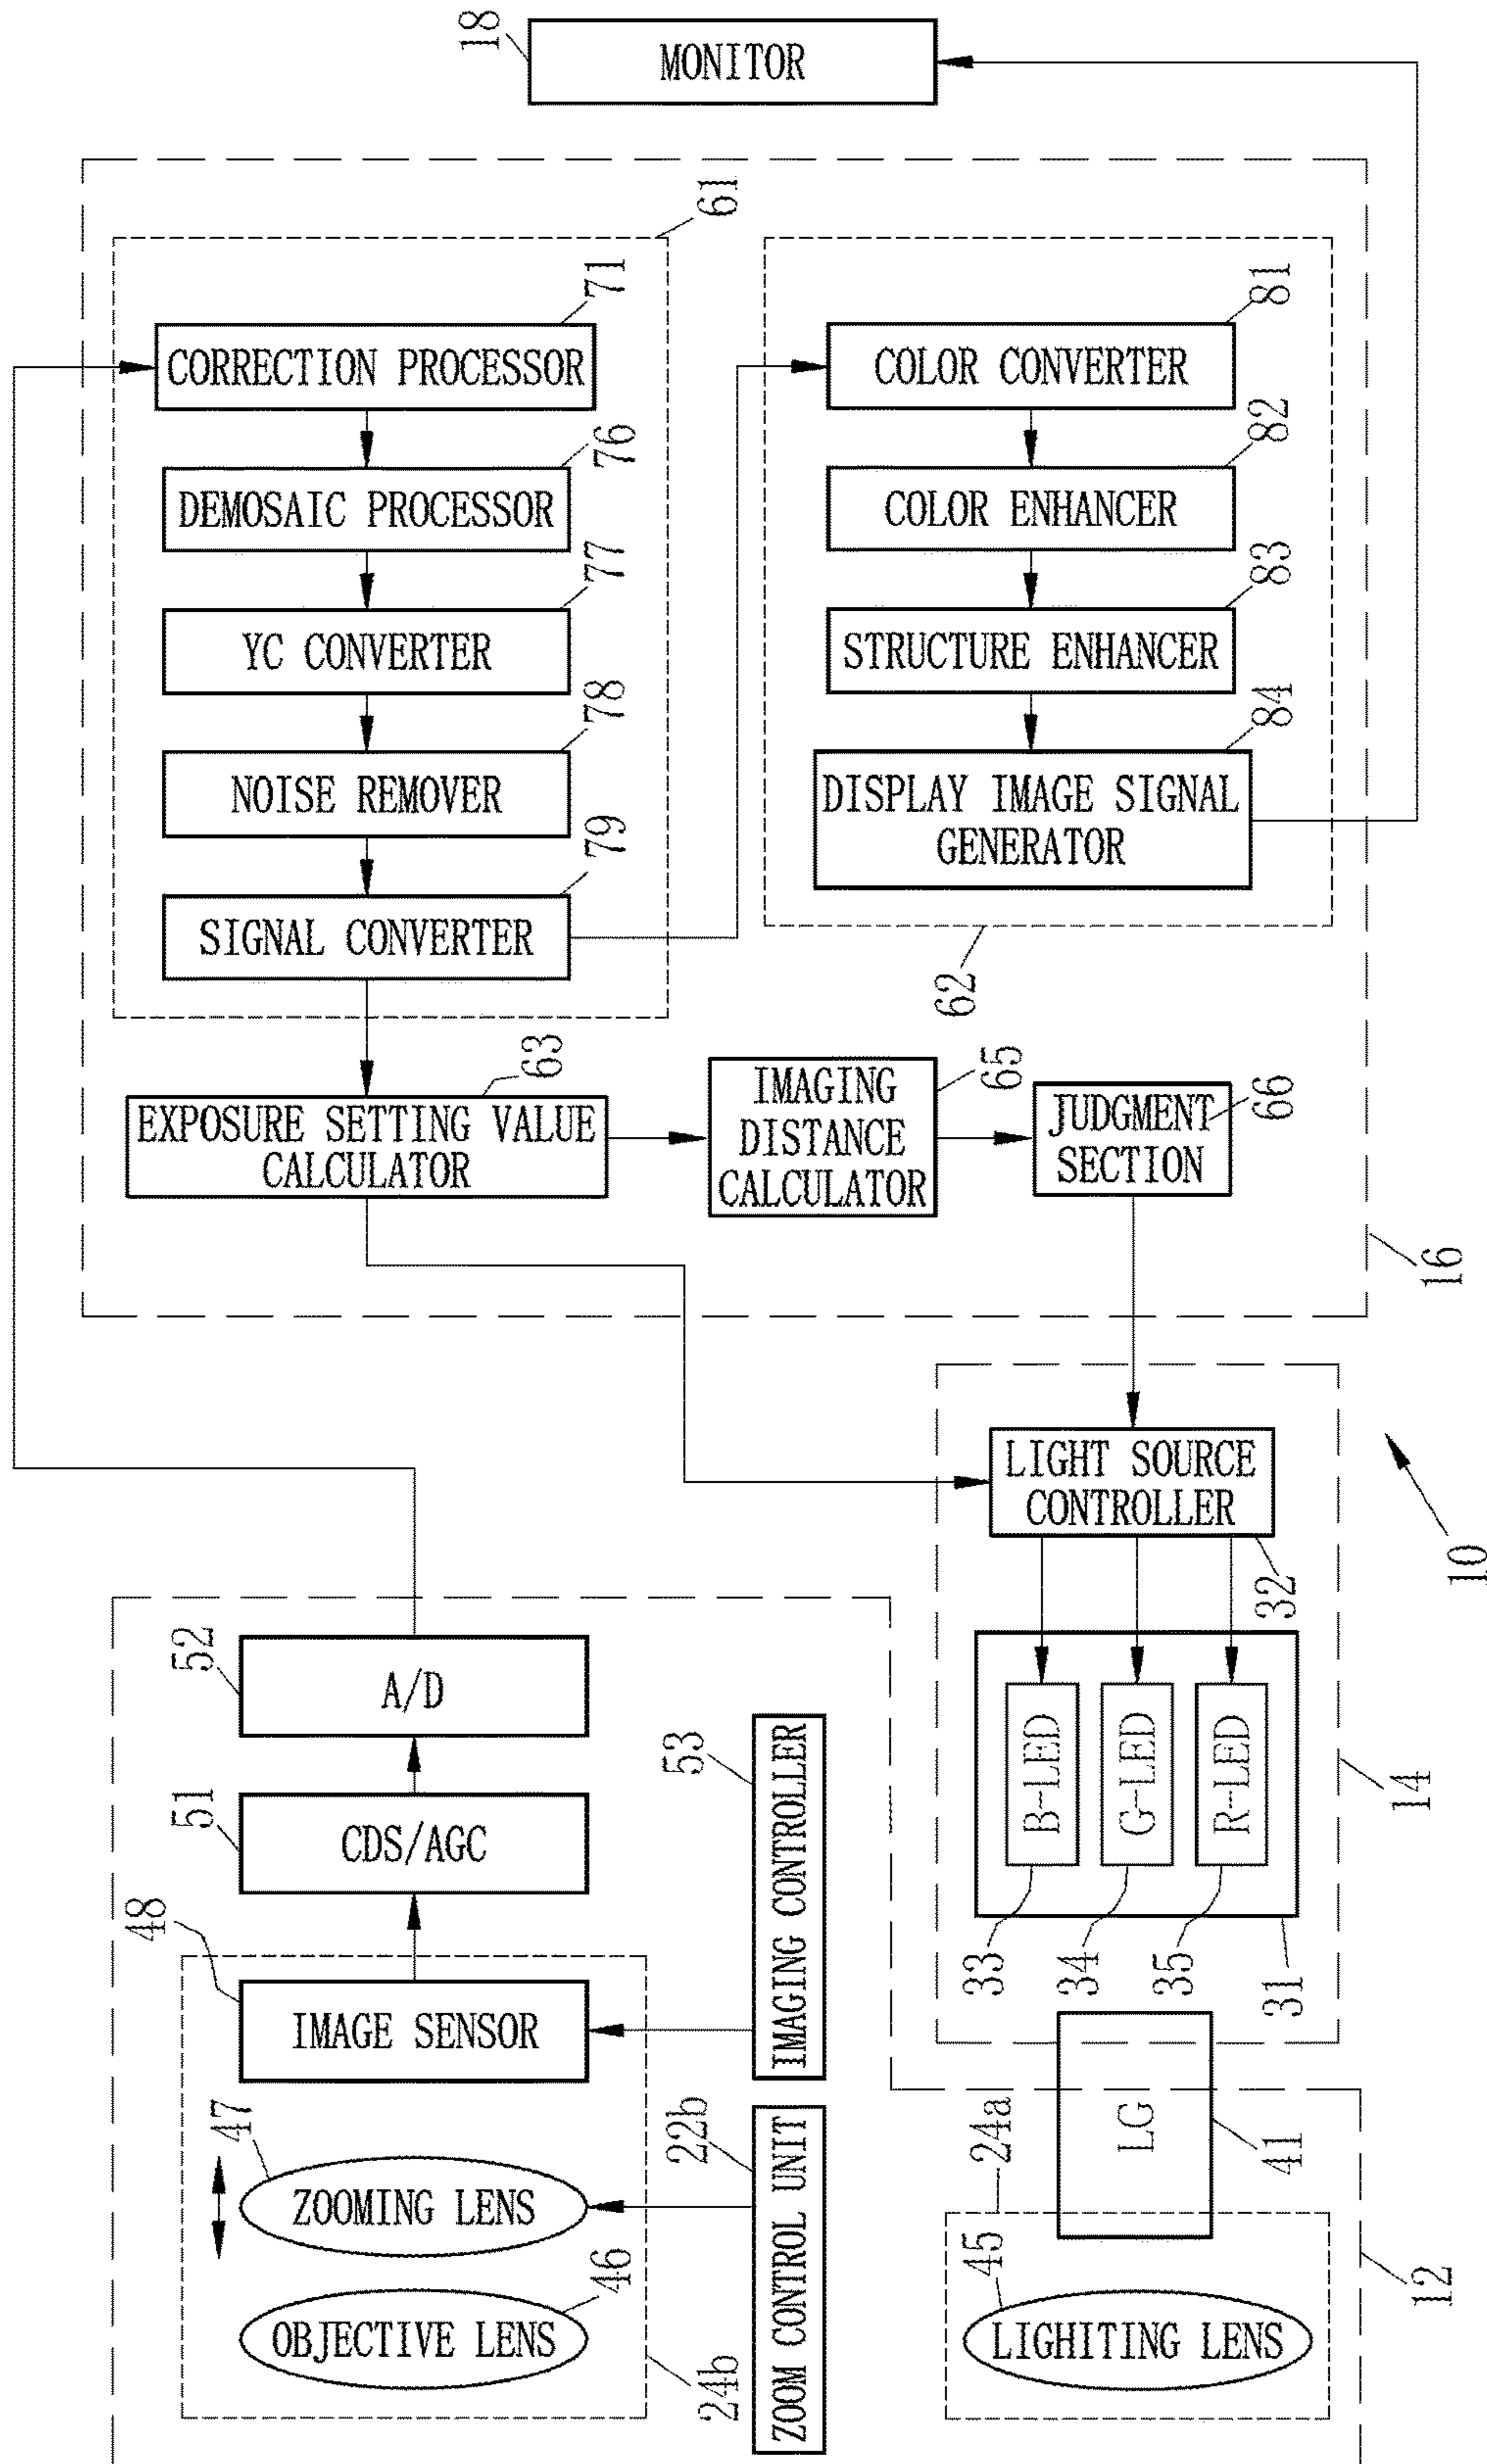 18
MONITOR
61
CORRECTION PROCESSOR
71
DEMOSAIC PROCESSOR
76
YC CONVERTER
77
NOISE REMOVER
78
SIGNAL CONVERTER
79
COLOR CONVERTER
81
COLOR ENHANCER
82
STRUCTURE ENHANCER
83
DISPLAY IMAGE SIGNAL
GENERATOR
84
62
EXPOSURE SETTING VALUE
CALCULATOR
63
IMAGING
DISTANCE
CALCULATOR
65
JUDGMENT
SECTION
66
16
LIGHT SOURCE
CONTROLLER
32
10
A/D
52
CDS/AGC
51
IMAGE SENSOR
48
IMAGING CONTROLLER
53
ZOOMING LENS
47
OBJECTIVE LENS
46
24b
ZOOM CONTROL UNIT
22b
B-LED
G-LED
R-LED
33
34
35
31
14
LG
41
24a
45
LIGHITING LENS
12